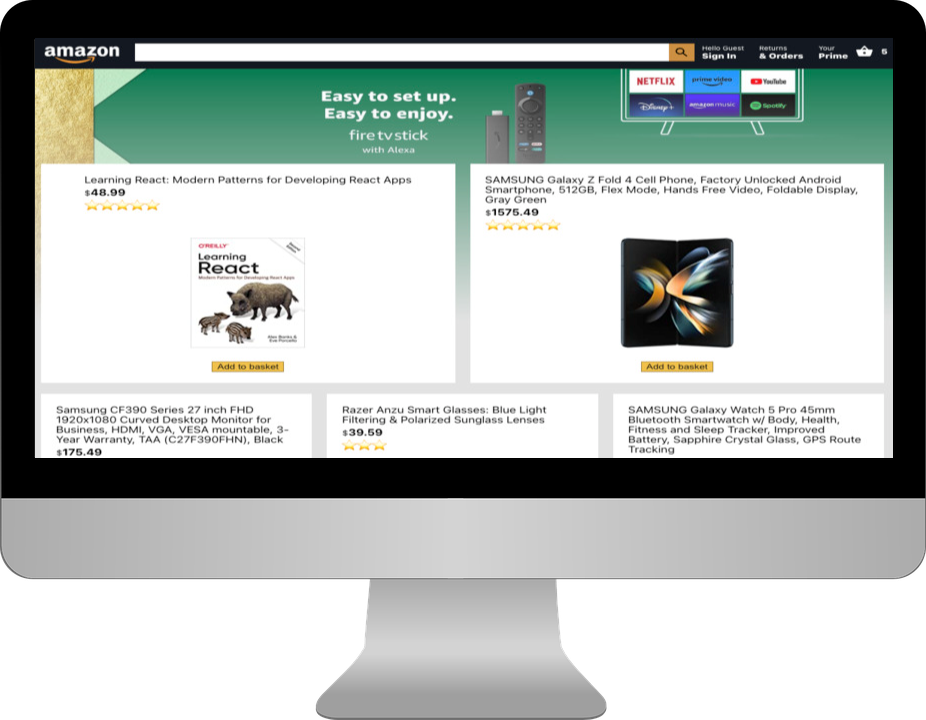 amazon
Hello Guest
Sign In
Returns
& Orders
Your
Prime
5
Easy to set up.
Easy to enjoy.
fire tv stick
with Alexa
NETFLIX
prime video
YouTube
Disney+
amazon music
Spotify
Learning React: Modern Patterns for Developing React Apps
$48.99
O'REILLY
Learning
React
Modern Patterns for Developing React Apps
Alex Banks &
Eve Porcello
Add to basket
SAMSUNG Galaxy Z Fold 4 Cell Phone, Factory Unlocked Android
Smartphone, 512GB, Flex Mode, Hands Free Video, Foldable Display,
Gray Green
$1575.49
Add to basket
Samsung CF390 Series 27 inch FHD
1920x1080 Curved Desktop Monitor for
Business, HDMI, VGA, VESA mountable, 3-
Year Warranty, TAA (C27F390FHN), Black
$175.49
Razer Anzu Smart Glasses: Blue Light
Filtering & Polarized Sunglass Lenses
$39.59
SAMSUNG Galaxy Watch 5 Pro 45mm
Bluetooth Smartwatch w/ Body, Health,
Fitness and Sleep Tracker, Improved
Battery, Sapphire Crystal Glass, GPS Route
Tracking